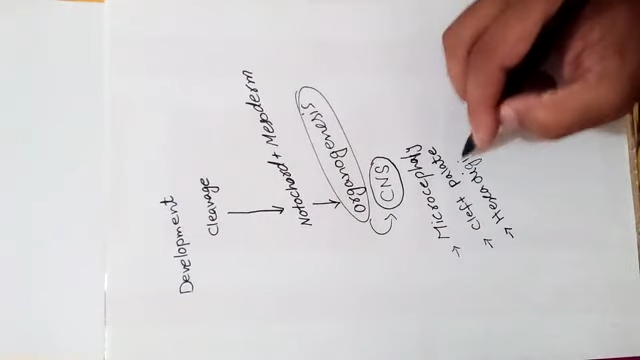 Development
Cleavage
Notochord + Mesoderm
Organogenesis
CNS
→ Microcephaly
→ Cleft Palate
→ Hexadigi